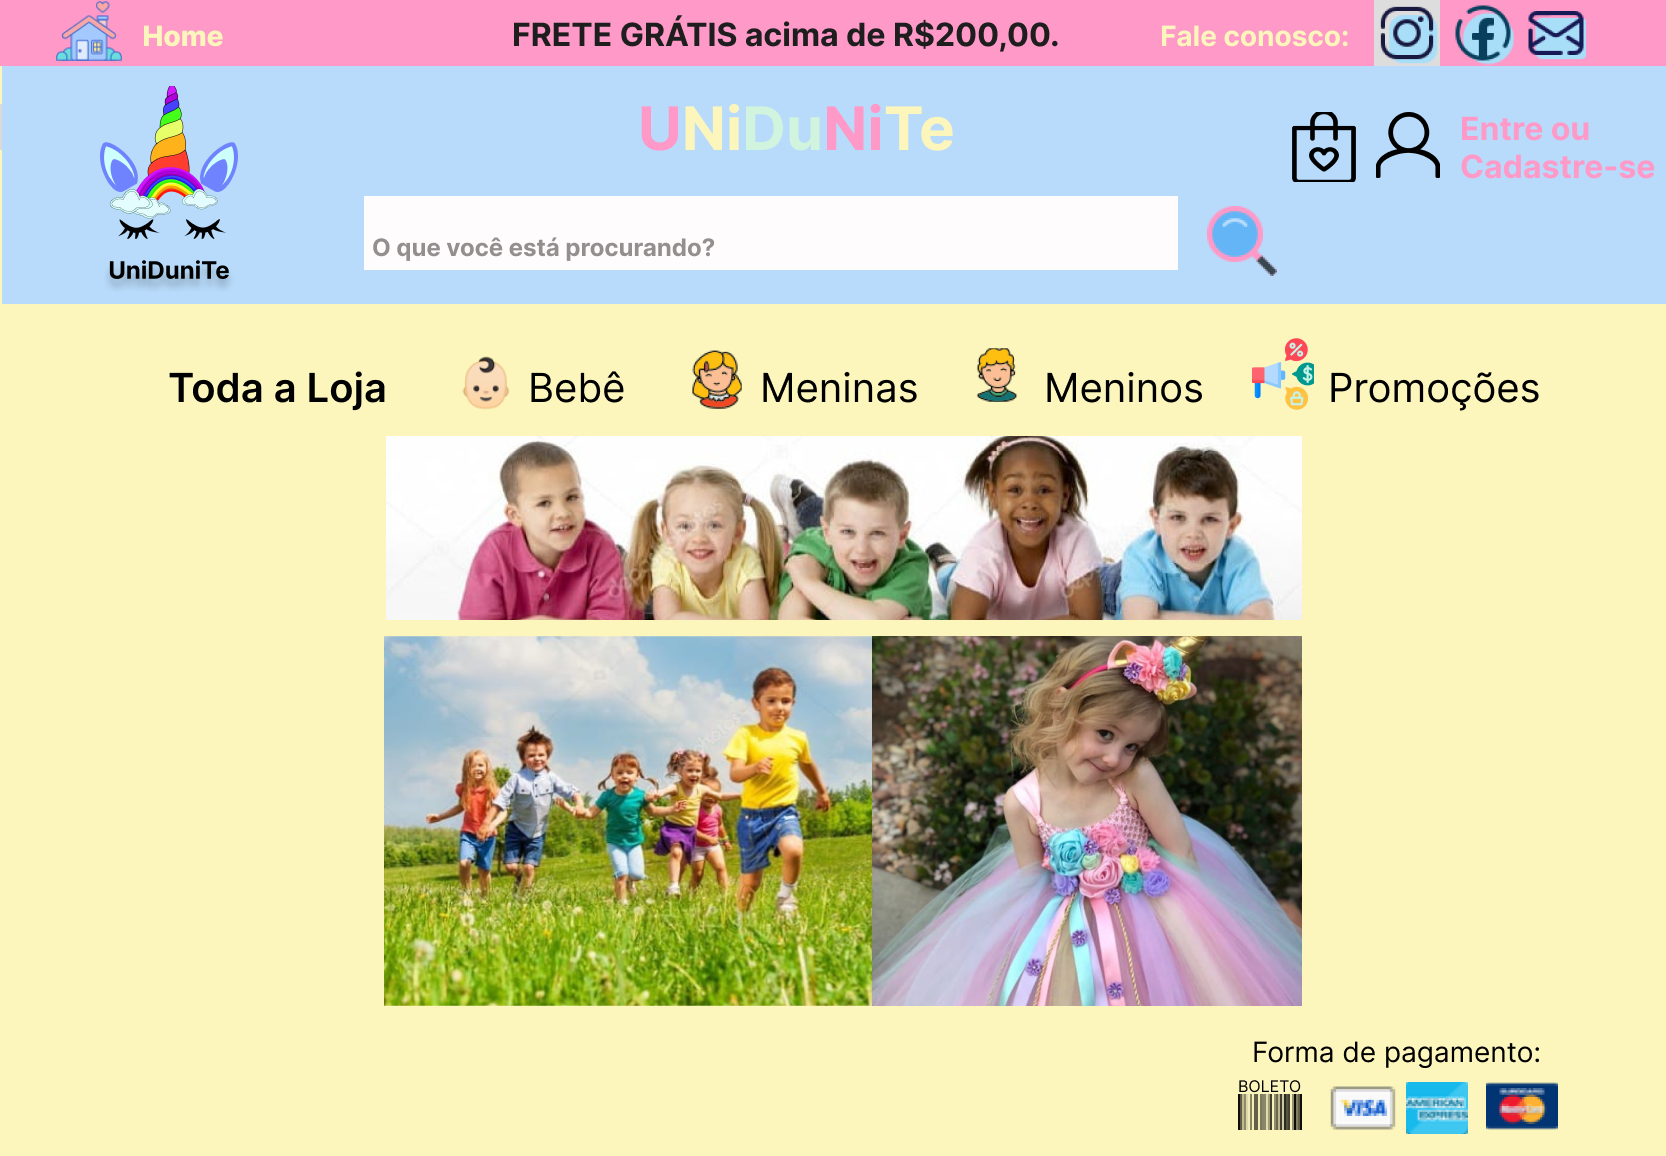 Home
FRETE GRÁTIS acima de R$200,00.
Fale conosco:
UNiDuNiTe
Entre ou
Cadastre-se
O que você está procurando?
UniDuniTe
Toda a Loja
Bebê
Meninas
Meninos
%
$
Promoções
Forma de pagamento:
BOLETO
VISA
AMERICAN
EXPRESS
MasterCard